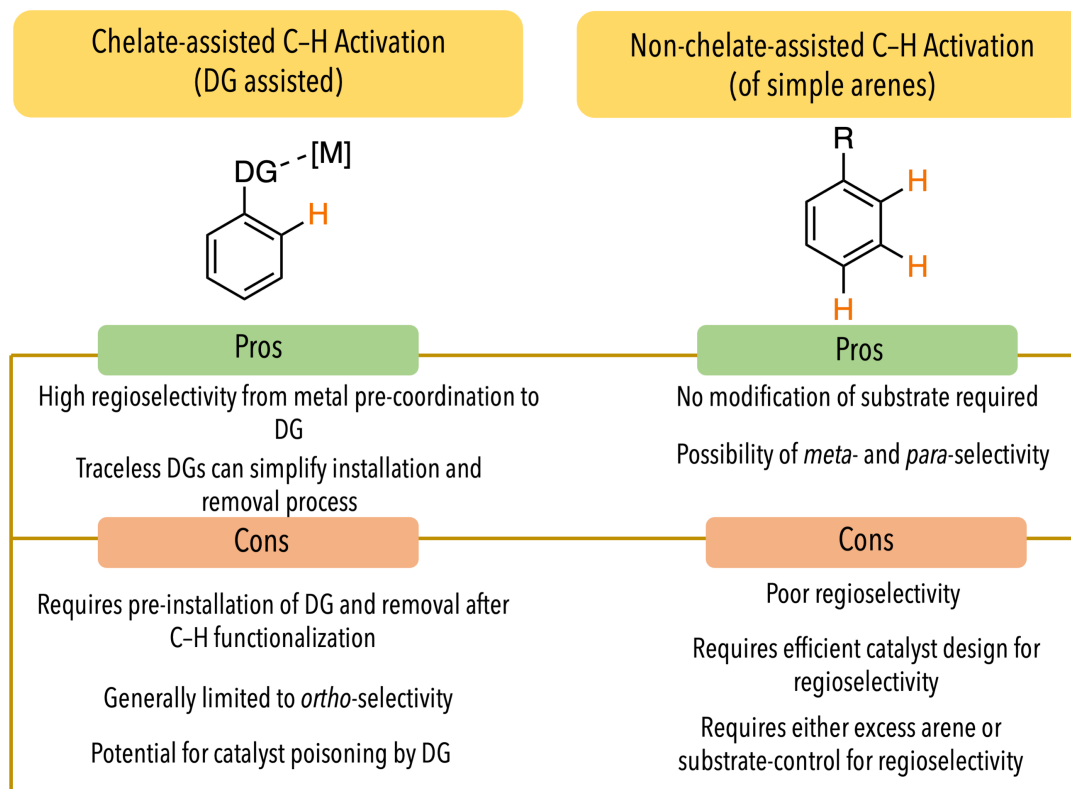 Chelate-assisted C–H Activation
(DG assisted)
DG
[M]
H
Pros
High regioselectivity from metal pre-coordination to
DG
Traceless DGs can simplify installation and
removal process
Cons
Requires pre-installation of DG and removal after
C–H functionalization
Generally limited to ortho-selectivity
Potential for catalyst poisoning by DG
Non-chelate-assisted C–H Activation
(of simple arenes)
R
H
H
H
Pros
No modification of substrate required
Possibility of meta- and para-selectivity
Cons
Poor regioselectivity
Requires efficient catalyst design for
regioselectivity
Requires either excess arene or
substrate-control for regioselectivity